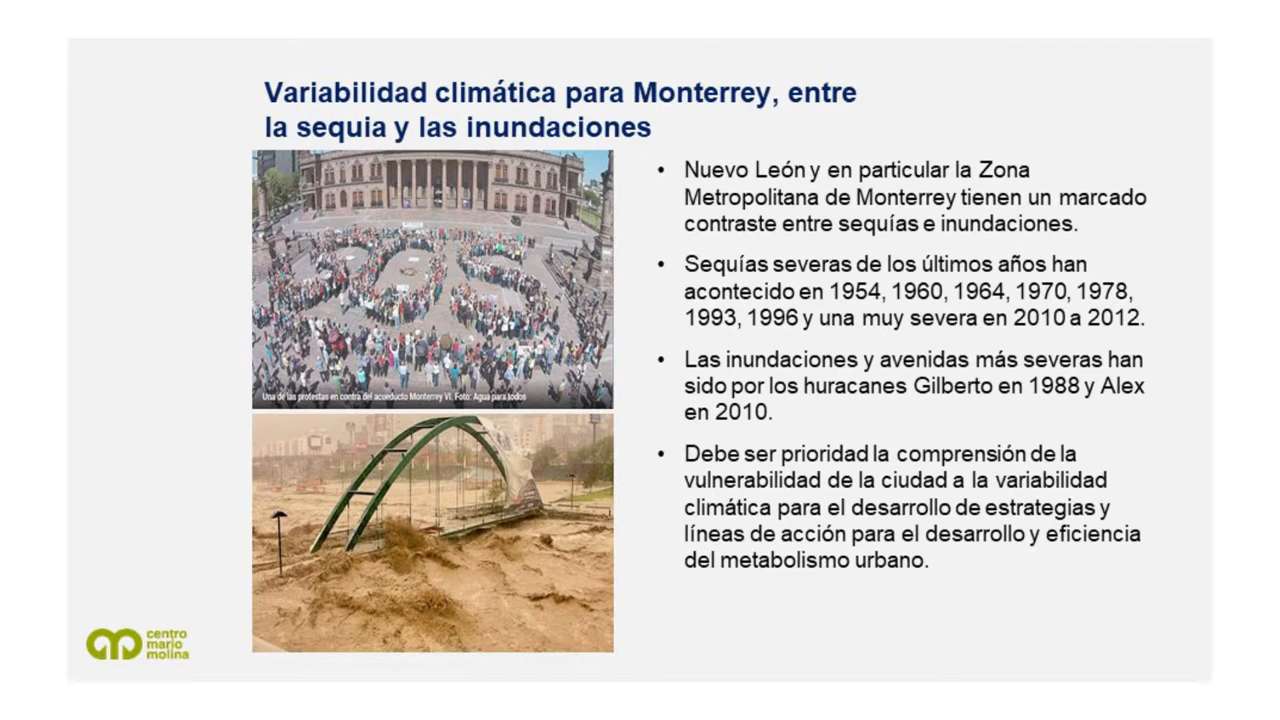 Variabilidad climática para Monterrey, entre
la sequia y las inundaciones
Una de las protestas en contra del acueducto Monterrey VI. Foto: Agua para todos
• Nuevo León y en particular la Zona
Metropolitana de Monterrey tienen un marcado
contraste entre sequías e inundaciones.
• Sequías severas de los últimos años han
acontecido en 1954, 1960, 1964, 1970, 1978,
1993, 1996 y una muy severa en 2010 a 2012.
• Las inundaciones y avenidas más severas han
sido por los huracanes Gilberto en 1988 y Alex
en 2010.
• Debe ser prioridad la comprensión de la
vulnerabilidad de la ciudad a la variabilidad
climática para el desarrollo de estrategias y
líneas de acción para el desarrollo y eficiencia
del metabolismo urbano.
centro
mario
molina